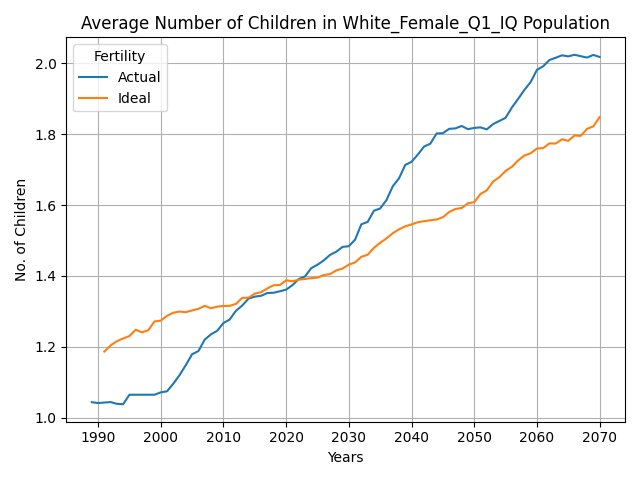 Average Number of Children in White_Female_Q1_IQ Population
Fertility
Actual
Ideal
No. of Children
2.0
1.8
1.6
1.4
1.2
1.0
1990 2000 2010 2020 2030 2040 2050 2060 2070
Years